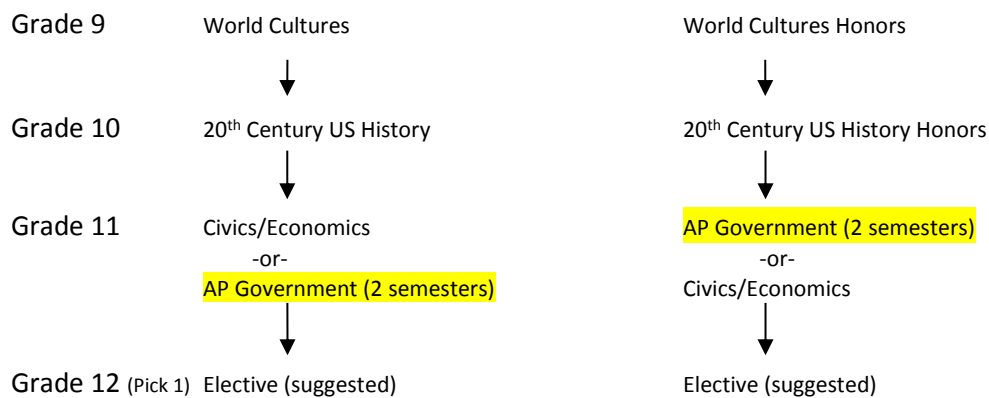 Grade 9 World Cultures World Cultures Honors
Grade 10 20th Century US History 20th Century US History Honors
Grade 11 Civics/Economics AP Government (2 semesters)
-or- -or-
AP Government (2 semesters) Civics/Economics
Grade 12 (Pick 1) Elective (suggested) Elective (suggested)